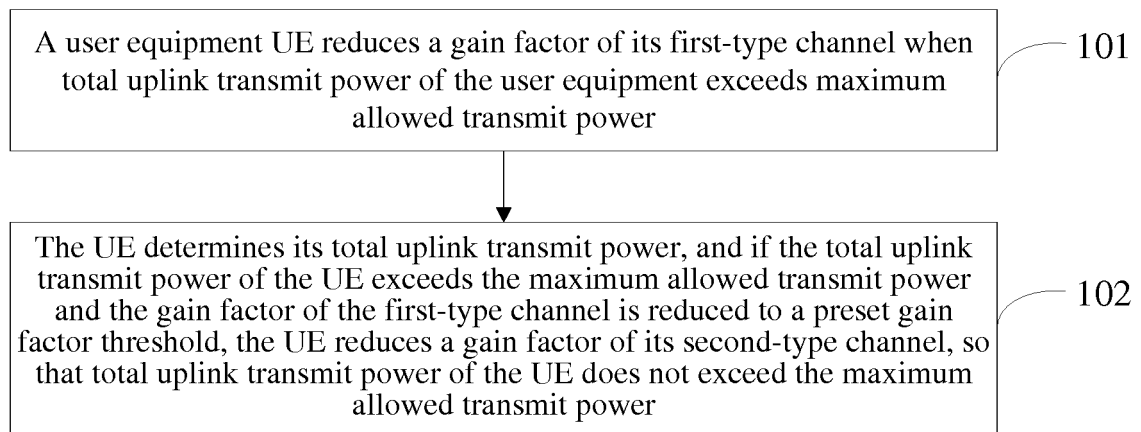 A user equipment UE reduces a gain factor of its first-type channel when
total uplink transmit power of the user equipment exceeds maximum
allowed transmit power
101
The UE determines its total uplink transmit power, and if the total uplink
transmit power of the UE exceeds the maximum allowed transmit power
and the gain factor of the first-type channel is reduced to a preset gain
factor threshold, the UE reduces a gain factor of its second-type channel, so
that total uplink transmit power of the UE does not exceed the maximum
allowed transmit power
102